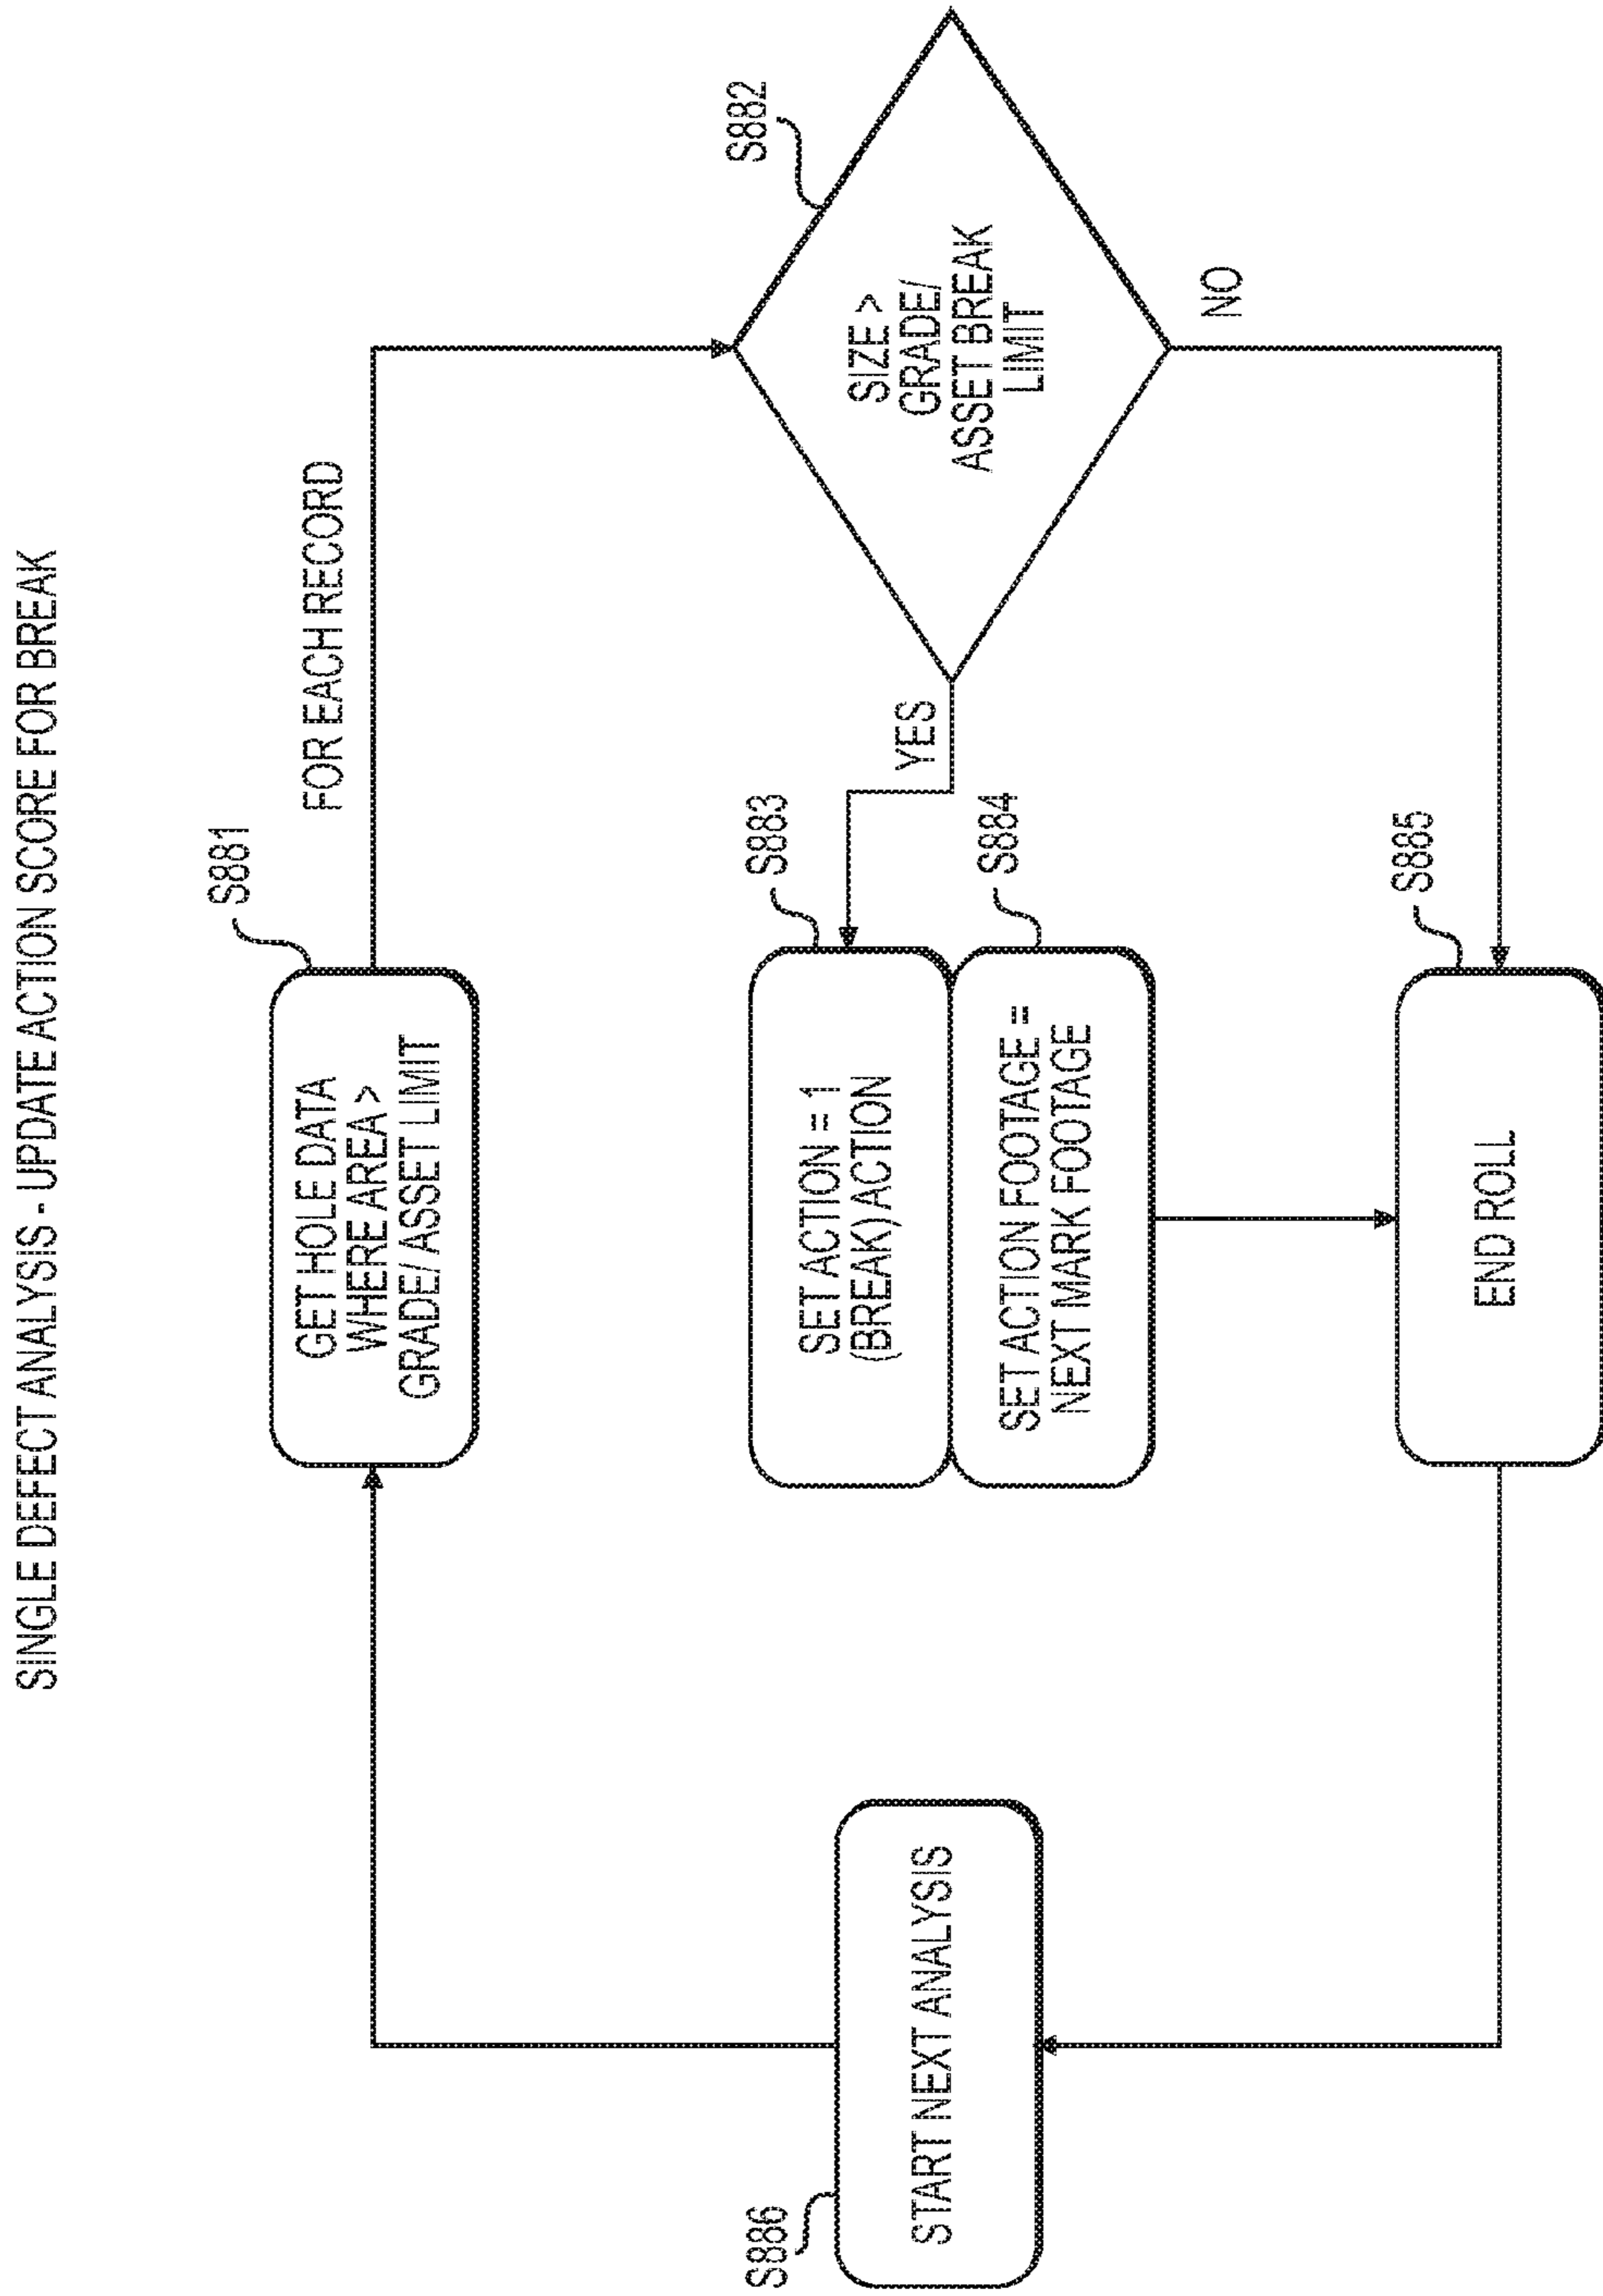 SINGLE DEFECT ANALYSIS - UPDATE ACTION SCORE FOR BREAK
S881
GET HOLE DATA
WHERE AREA >
GRADE/ASSET LIMIT
FOR EACH RECORD
S882
SIZE >
GRADE/
ASSET BREAK
LIMIT
YES
NO
S883
SET ACTION = 1
(BREAK) ACTION
S884
SET ACTION FOOTAGE =
NEXT MARK FOOTAGE
S885
END ROLL
S886
START NEXT ANALYSIS